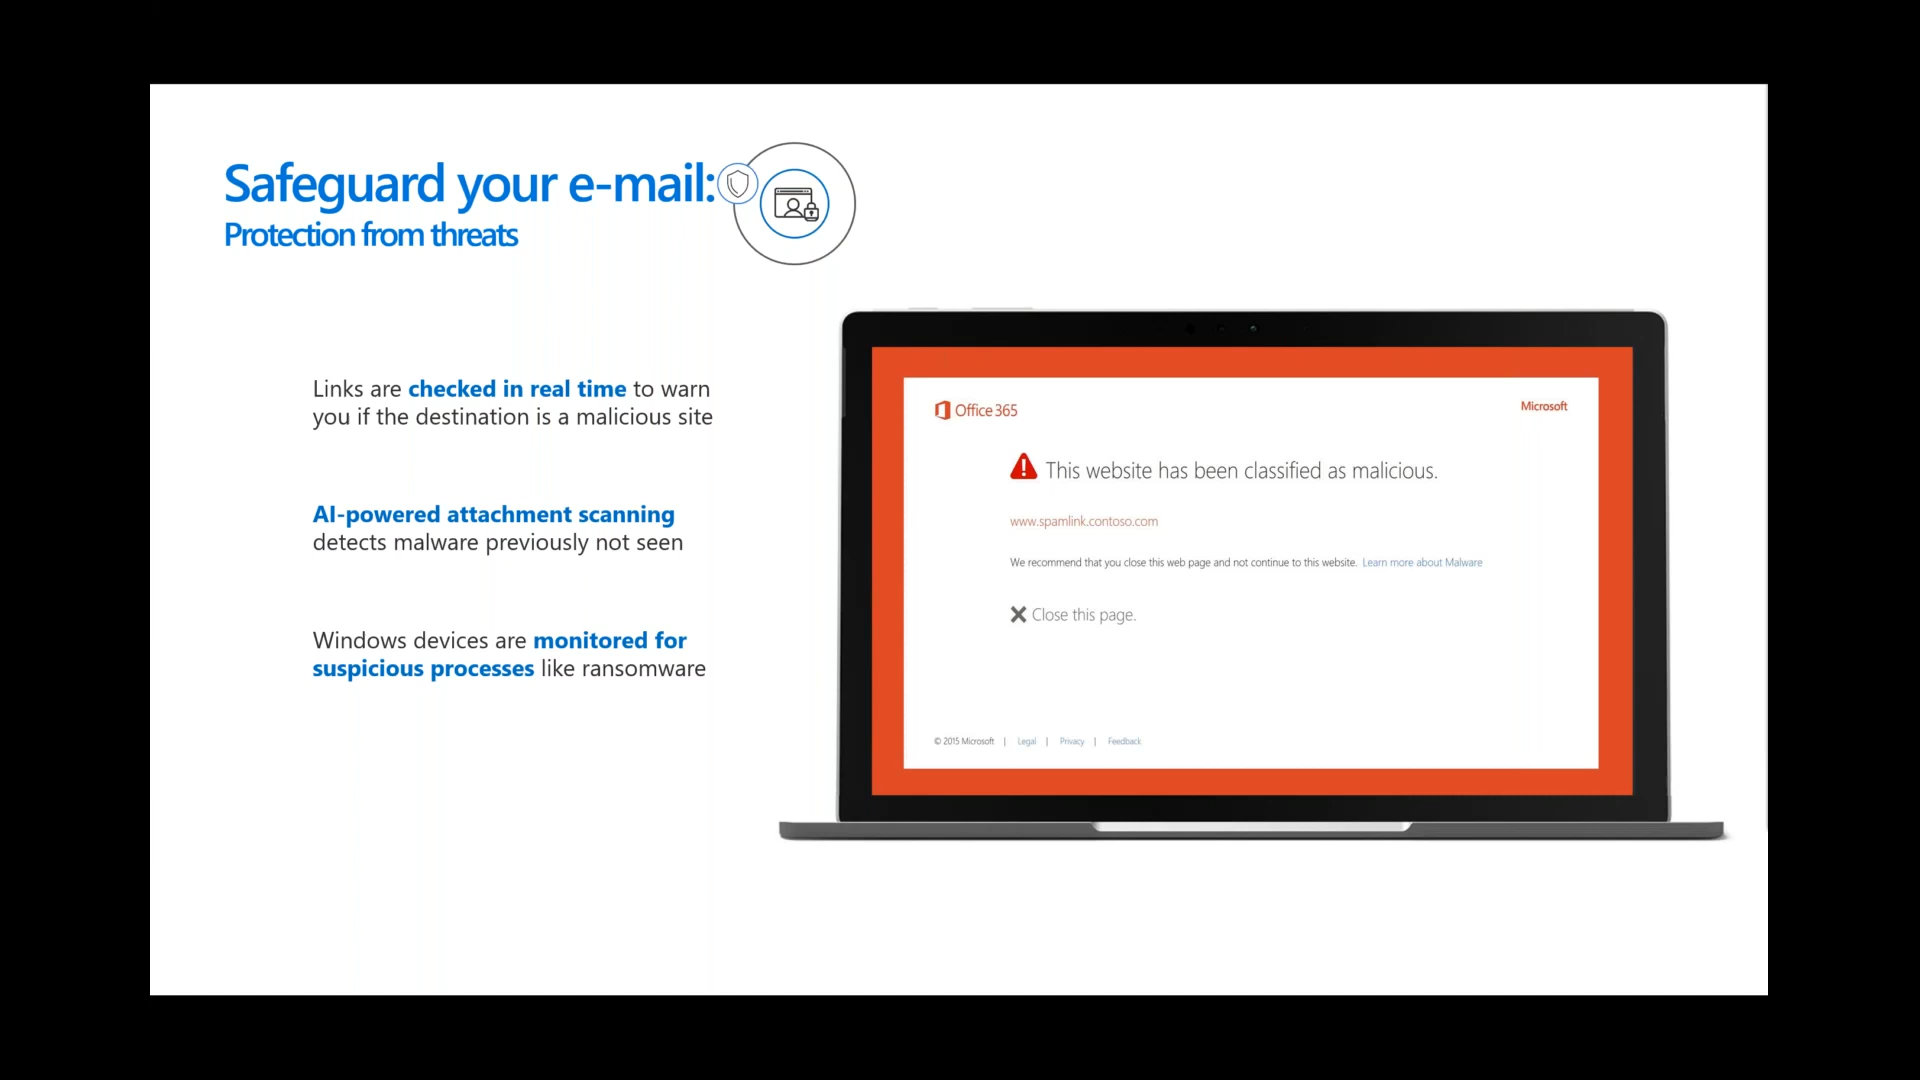 Safeguard your e-mail:
Protection from threats
Links are checked in real time to warn
you if the destination is a malicious site
AI-powered attachment scanning
detects malware previously not seen
Windows devices are monitored for
suspicious processes like ransomware
Office 365
Microsoft
This website has been classified as malicious.
www.spamlink.contoso.com
We recommend that you close this web page and not continue to this website. Learn more about Malware
Close this page.
© 2015 Microsoft | Legal | Privacy | Feedback